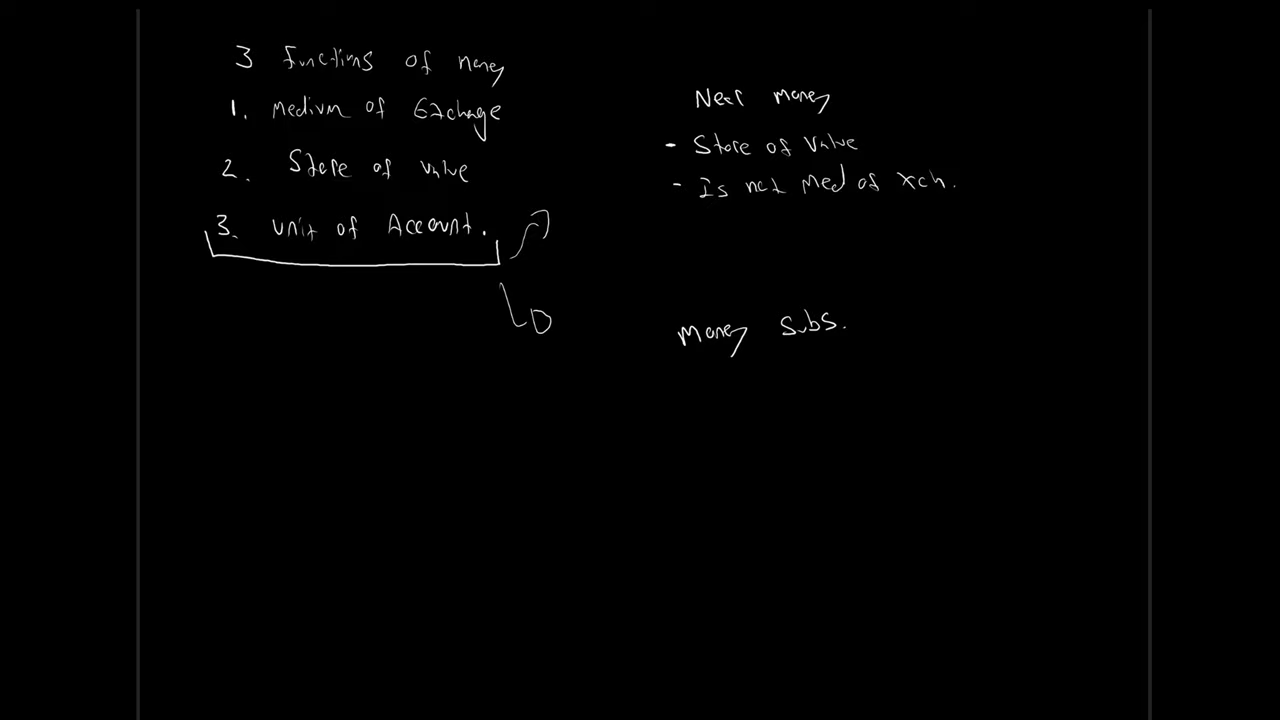 3 functions of money
1. medium of Exchange
2. Store of value
3. unit of Account.
Near money
- Store of value
- Is not Med of xch.
money subs.